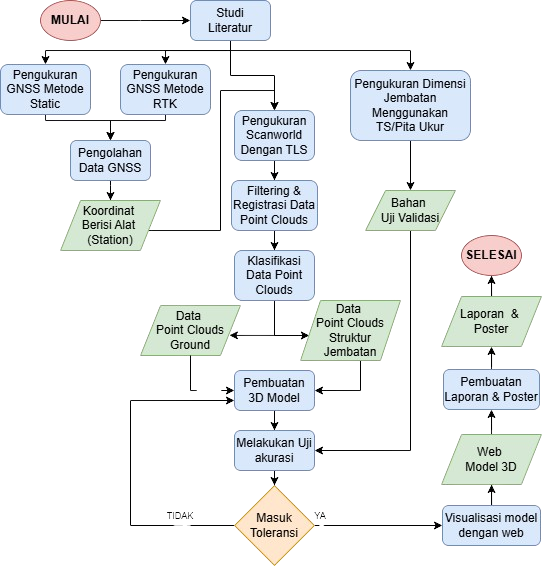 MULAI
Studi
Literatur
Pengukuran
GNSS Metode
Static
Pengukuran
GNSS Metode
RTK
Pengukuran Dimensi
Jembatan
Menggunakan
TS/Pita Ukur
Pengukuran
Scanworld
Dengan TLS
Pengolahan
Data GNSS
Koordinat
Berisi Alat
(Station)
Filtering &
Registrasi Data
Point Clouds
Bahan
Uji Validasi
Klasifikasi
Data Point
Clouds
SELESAI
Data
Point Clouds
Ground
Data
Point Clouds
Struktur
Jembatan
Laporan &
Poster
Pembuatan
3D Model
Pembuatan
Laporan & Poster
Melakukan Uji
akurasi
Web
Model 3D
Masuk
Toleransi
TIDAK
YA
Visualisasi model
dengan web